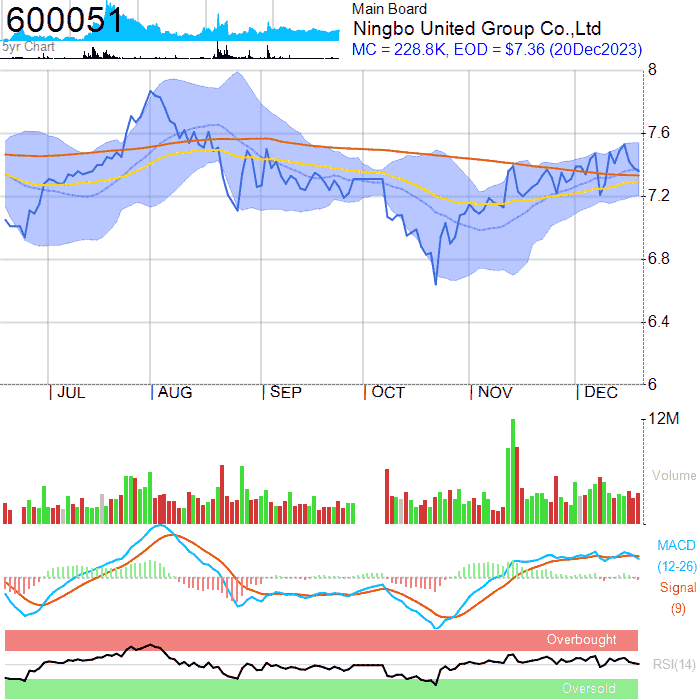 600051
5yr Chart
Main Board
Ningbo United Group Co.,Ltd
MC = 228.8K, EOD = $7.36 (20Dec2023)
8
7.6
7.2
6.8
6.4
6
JUL AUG SEP OCT NOV DEC
12M
Volume
MACD
(12-26)
Signal
(9)
Overbought
RSI(14)
Oversold